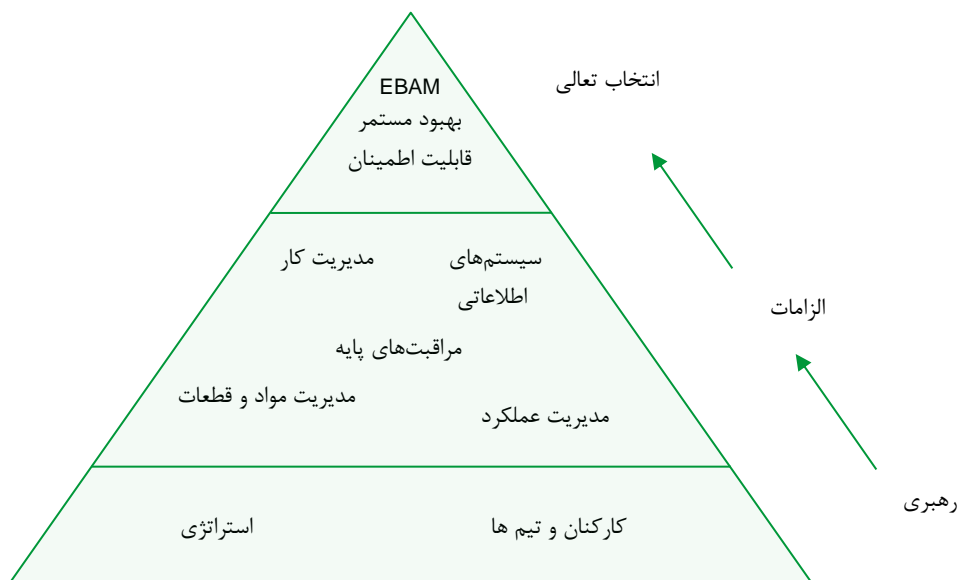 انتخاب تعالی
EBAM
بهبود مستمر
قابلیت اطمینان
سیستم‌های
اطلاعاتی
مدیریت کار
الزامات
مراقبت‌های پایه
مدیریت مواد و قطعات
مدیریت عملکرد
رهبری
کارکنان و تیم ها
استراتژی